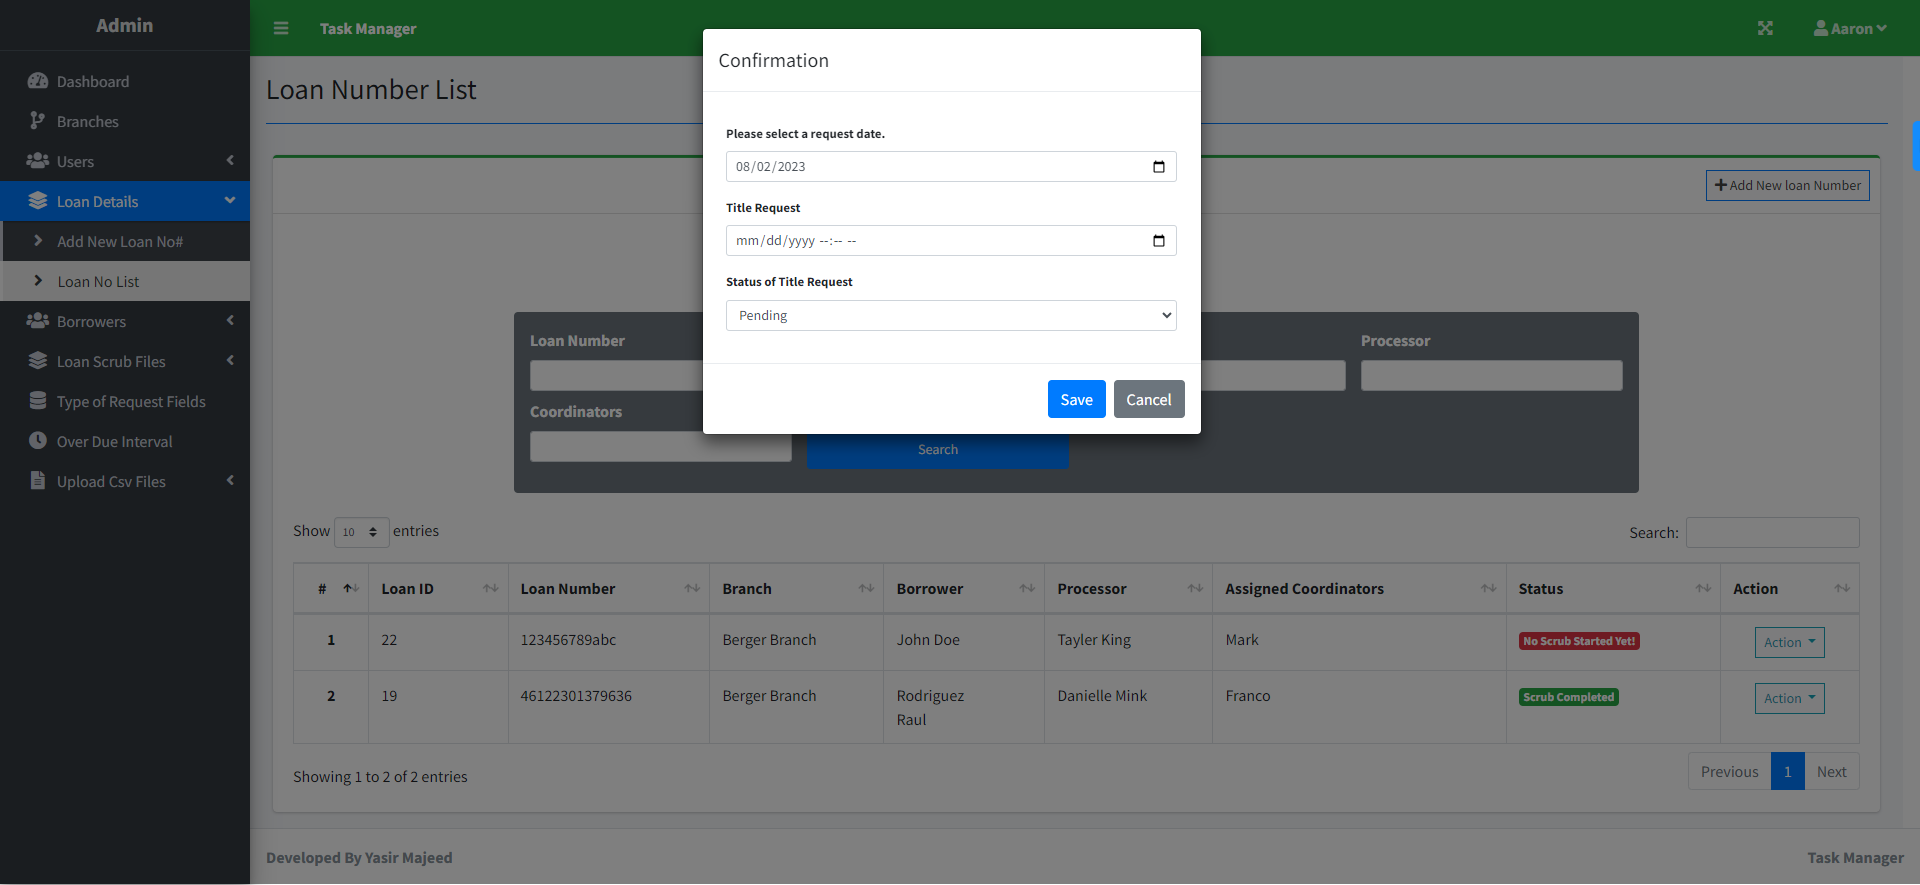 Admin
Dashboard
Branches
Users
Loan Details
Add New Loan No#
Loan No List
Borrowers
Loan Scrub Files
Type of Request Fields
Over Due Interval
Upload Csv Files
Task Manager
Aaron
Loan Number List
Add New loan Number
Confirmation
Please select a request date.
08/02/2023
Title Request
mm/dd/yyyy --:-- --
Status of Title Request
Pending
Save Cancel
Loan Number Processor
Coordinators
Search
Show 10 entries Search:
# Loan ID Loan Number Branch Borrower Processor Assigned Coordinators Status Action
1 22 123456789abc Berger Branch John Doe Tayler King Mark No Scrub Started Yet! Action
2 19 46122301379636 Berger Branch Rodriguez Danielle Mink Franco Scrub Completed Action
Raul
Showing 1 to 2 of 2 entries Previous 1 Next
Developed By Yasir Majeed Task Manager